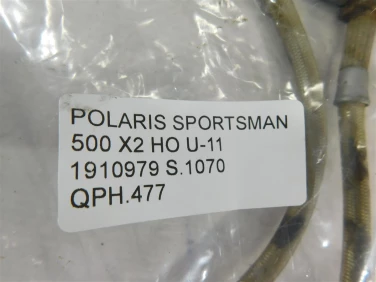 POLARIS SPORTSMAN
500 X2 HO U-11
1910979 S.1070
QPH.477